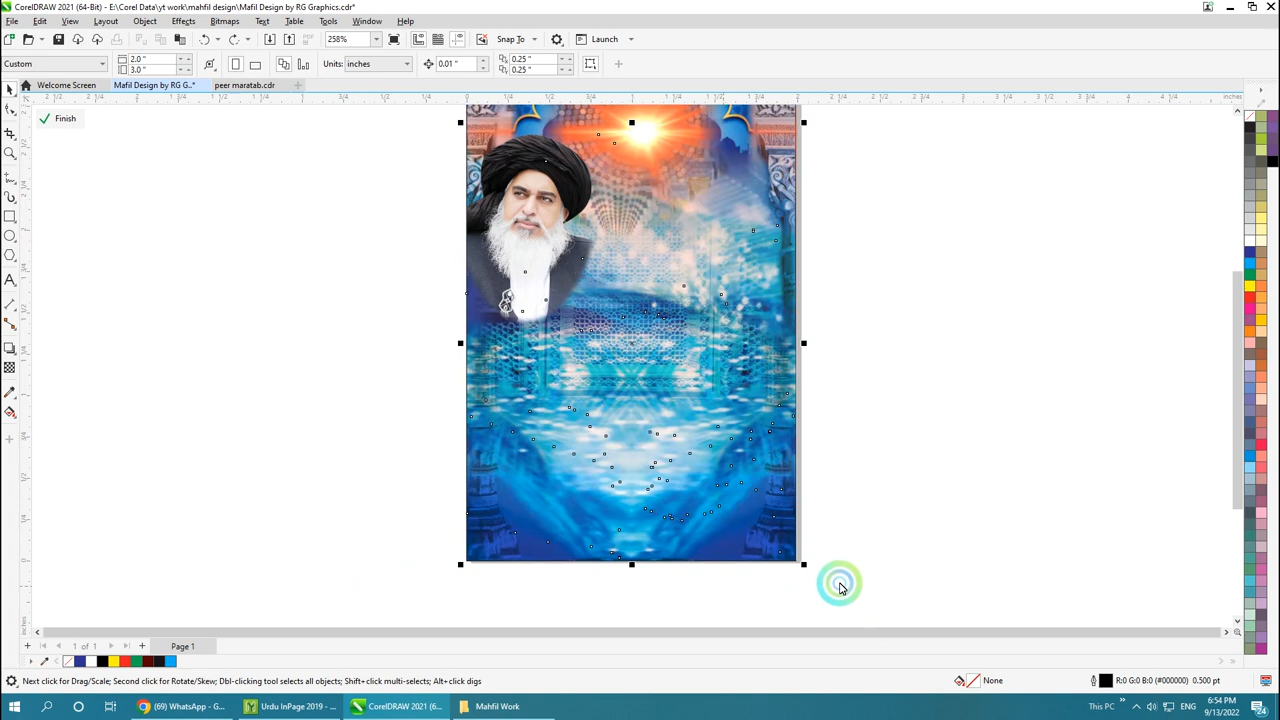 CorelDRAW 2021 (64-Bit) - E:\Corel Data\yt work\mahfil design\Mafil Design by RG Graphics.cdr*
File Edit View Layout Object Effects Bitmaps Text Table Tools Window Help
258% Snap To Launch
Custom 2.0 " 3.0 " Units: inches 0.01 " 0.25 " 0.25 "
Welcome Screen Mafil Design by RG G...* peer maratab.cdr
Finish
inches
1 of 1 Page 1
Next click for Drag/Scale; Second click for Rotate/Skew; Dbl-clicking tool selects all objects; Shift+click multi-selects; Alt+click digs None R:0 G:0 B:0 (#000000) 0.500 pt
(69) WhatsApp - G... Urdu InPage 2019 - ... CorelDRAW 2021 (6... Mahfil Work This PC ENG 6:54 PM
9/13/2022 24